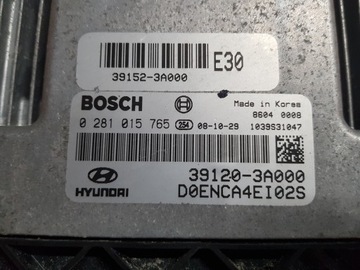 39152-3A000 E30
BOSCH Made in Korea
8604 0008
0 281 015 765 254 08-10-29 1039S31047
39120-3A000
HYUNDAI D0ENCA4EI02S